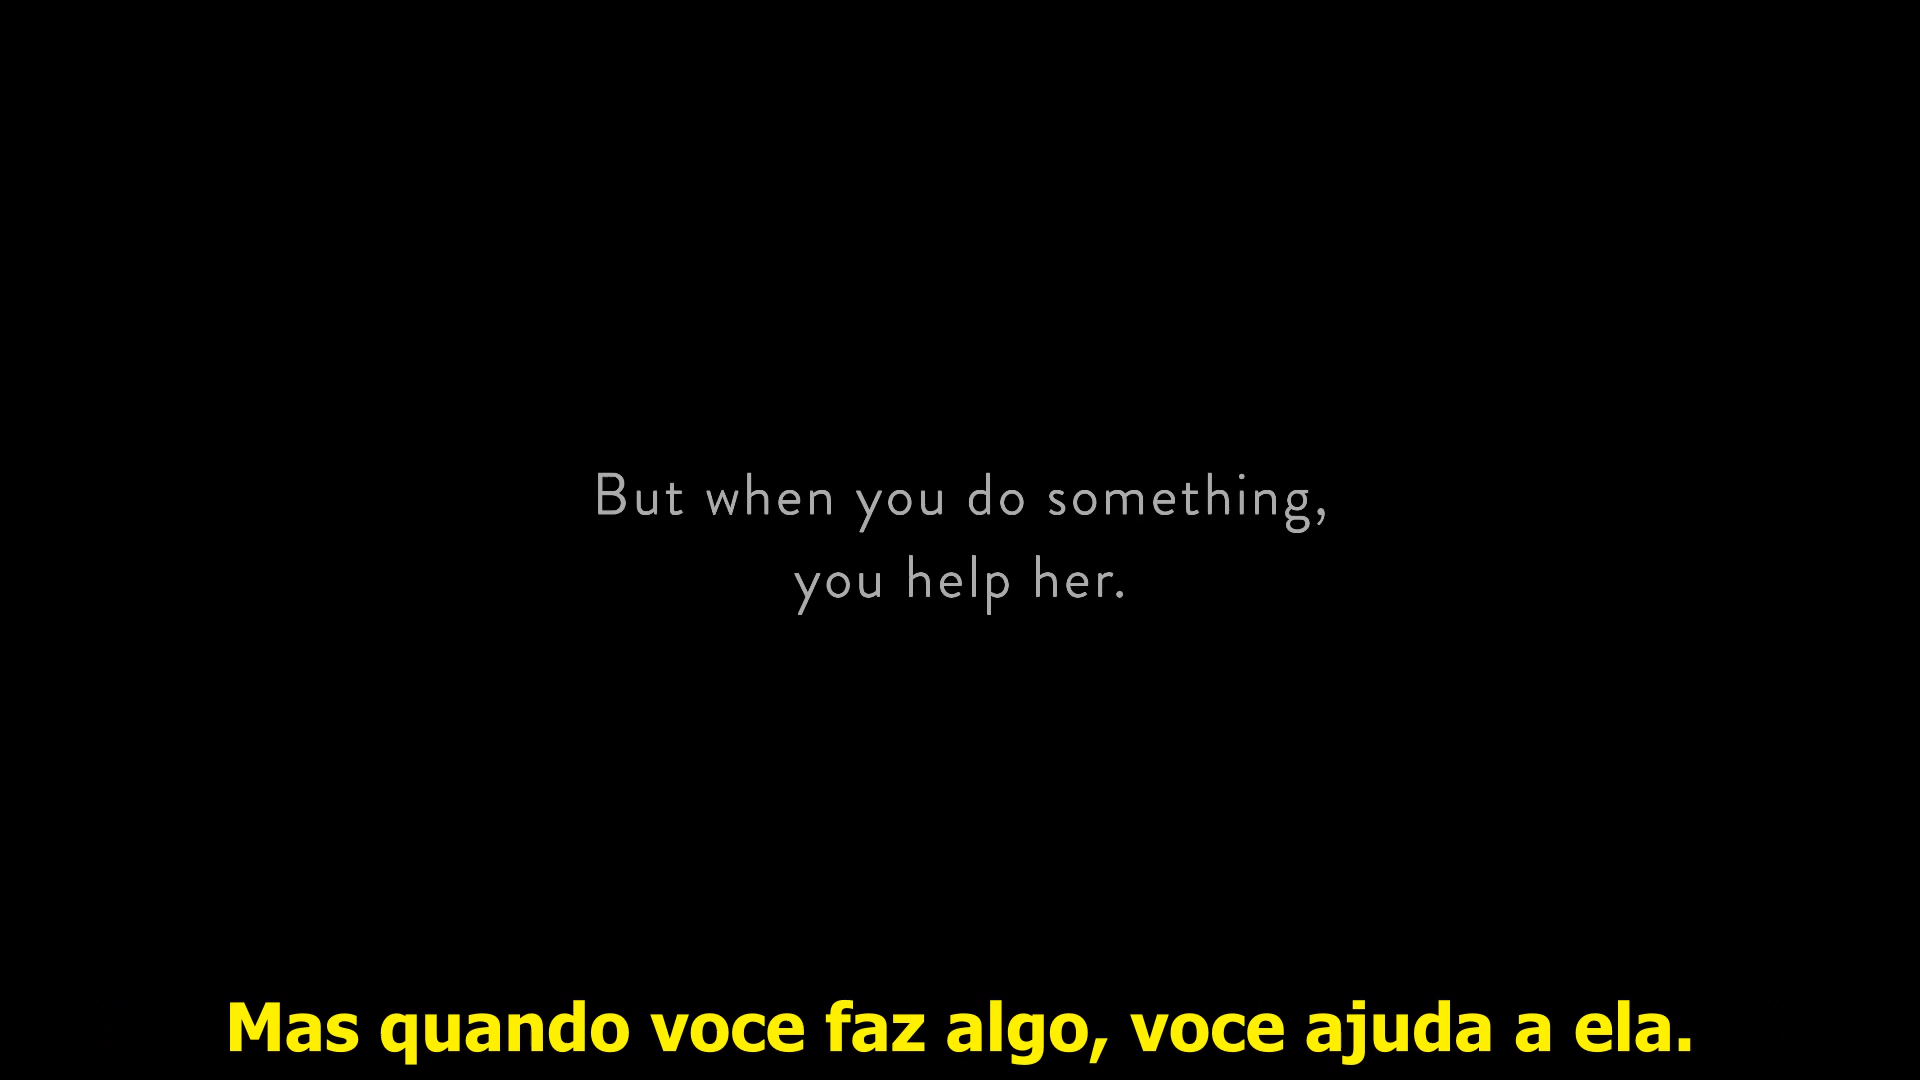 But when you do something,
you help her.
Mas quando voce faz algo, voce ajuda a ela.